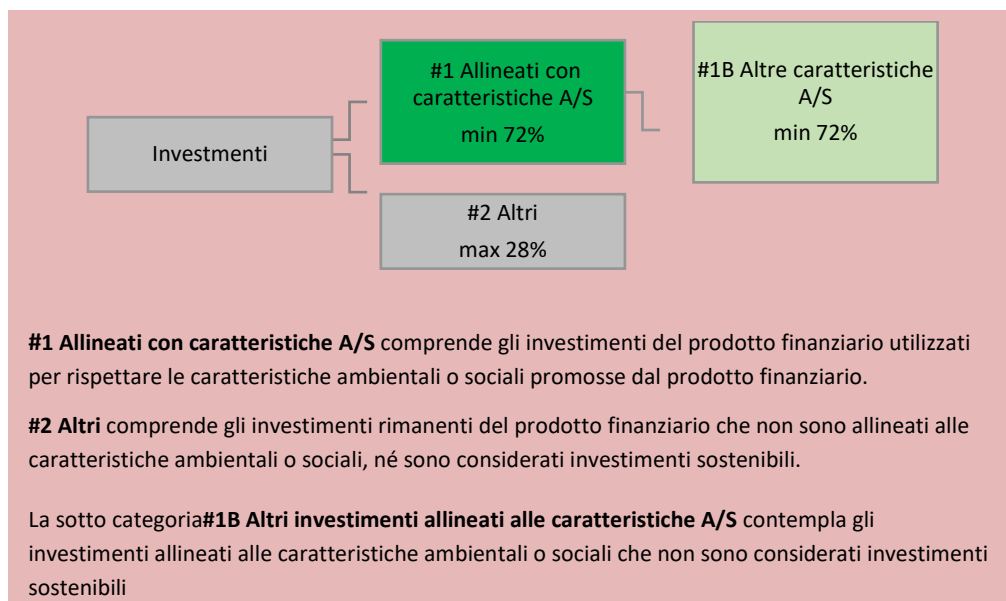 #1 Allineati con
caratteristiche A/S
min 72%
#1B Altre caratteristiche
A/S
min 72%
Investmenti
#2 Altri
max 28%
#1 Allineati con caratteristiche A/S comprende gli investimenti del prodotto finanziario utilizzati
per rispettare le caratteristiche ambientali o sociali promosse dal prodotto finanziario.
#2 Altri comprende gli investimenti rimanenti del prodotto finanziario che non sono allineati alle
caratteristiche ambientali o sociali, né sono considerati investimenti sostenibili.
La sotto categoria#1B Altri investimenti allineati alle caratteristiche A/S contempla gli
investimenti allineati alle caratteristiche ambientali o sociali che non sono considerati investimenti
sostenibili